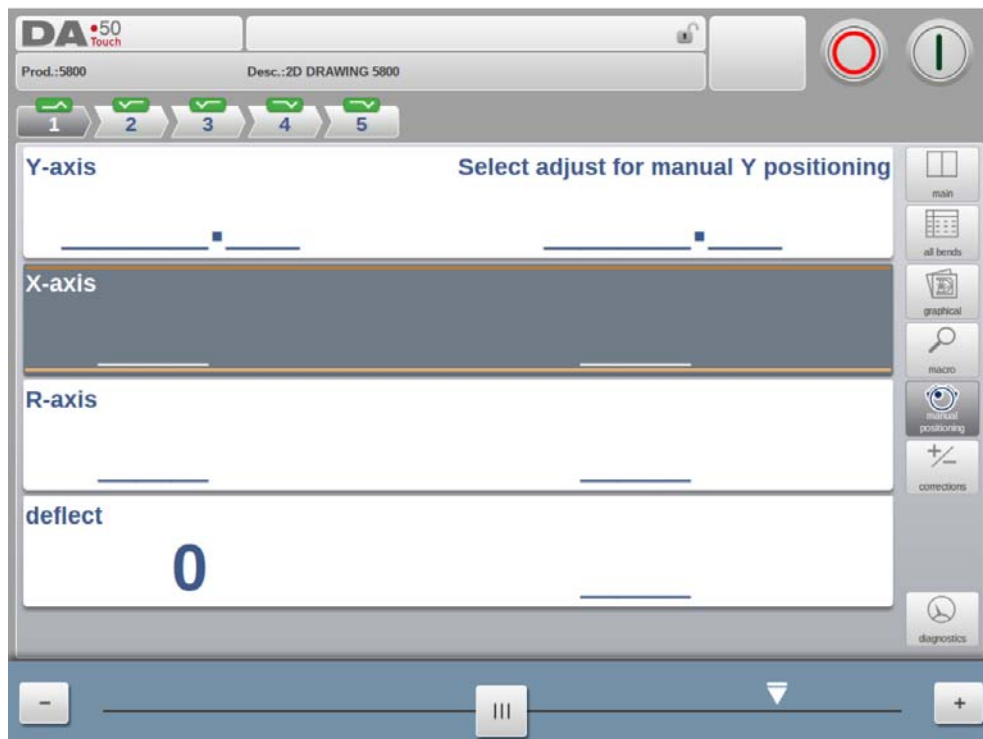 DA•50
Touch
Prod.:5800 Desc.:2D DRAWING 5800
1 2 3 4 5
Y-axis Select adjust for manual Y positioning
main
all bends
X-axis
graphical
macro
R-axis
manual
positioning
corrections
deflect
0
diagnostics
- +